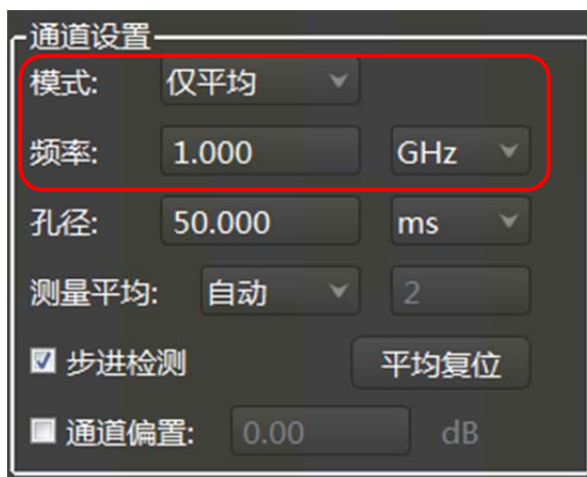 通道设置
模式: 仅平均
频率: 1.000 GHz
孔径: 50.000 ms
测量平均: 自动 2
步进检测 平均复位
通道偏置: 0.00 dB